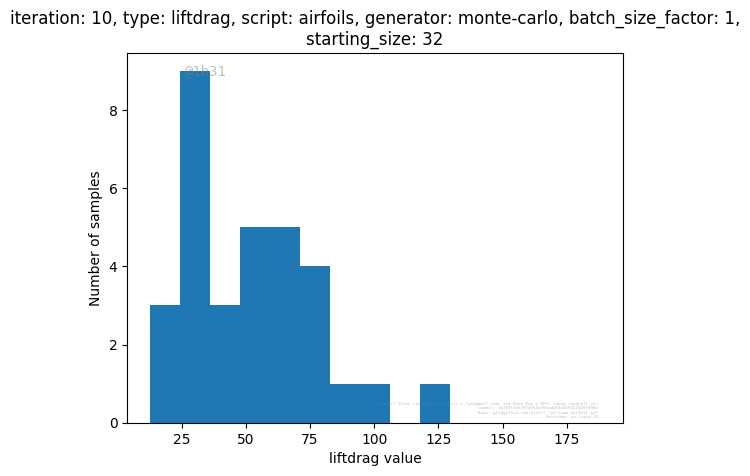 iteration: 10, type: liftdrag, script: airfoils, generator: monte-carlo, batch_size_factor: 1,
starting_size: 32
@1b31
8
6
4
2
0
Number of samples
25 50 75 100 125 150 175
liftdrag value